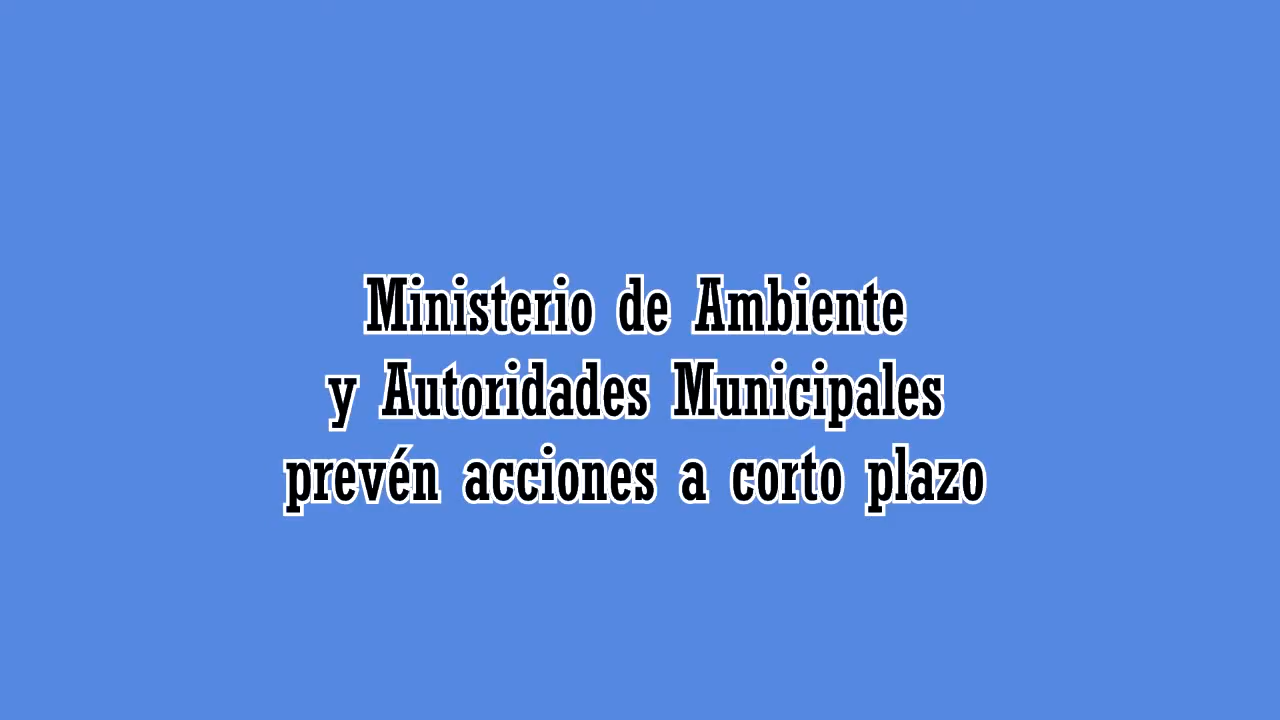 Ministerio de Ambiente
y Autoridades Municipales
prevén acciones a corto plazo